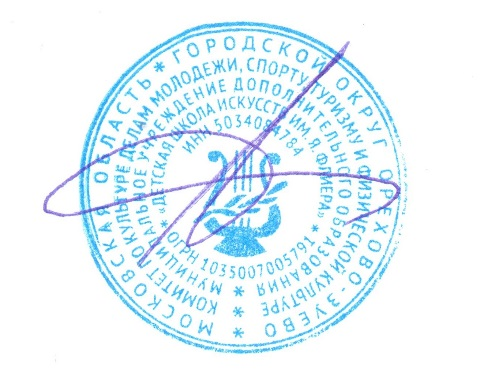 МОСКОВСКАЯ ОБЛАСТЬ * ГОРОДСКОЙ ОКРУГ ОРЕХОВО-ЗУЕВО *
КОМИТЕТ ПО КУЛЬТУРЕ, ДЕЛАМ МОЛОДЕЖИ, СПОРТУ, ТУРИЗМУ И ФИЗИЧЕСКОЙ КУЛЬТУРЕ *
МУНИЦИПАЛЬНОЕ УЧРЕЖДЕНИЕ ДОПОЛНИТЕЛЬНОГО ОБРАЗОВАНИЯ *
* «ДЕТСКАЯ ШКОЛА ИСКУССТВ ИМ. Я. ФЛИЕРА» *
ИНН 5034084784
ОГРН 1035007005791